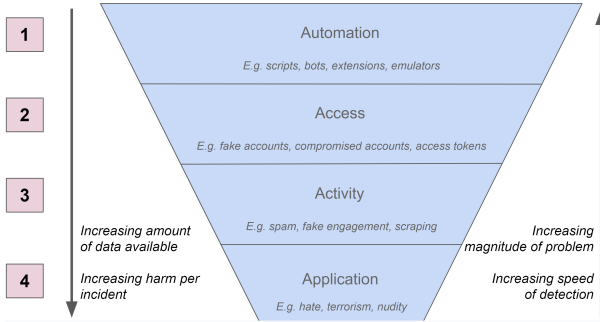 1
Automation
E.g. scripts, bots, extensions, emulators
2
Access
E.g. fake accounts, compromised accounts, access tokens
3
Activity
E.g. spam, fake engagement, scraping
Increasing amount
of data available
Increasing
magnitude of problem
4
Application
E.g. hate, terrorism, nudity
Increasing harm per
incident
Increasing speed
of detection